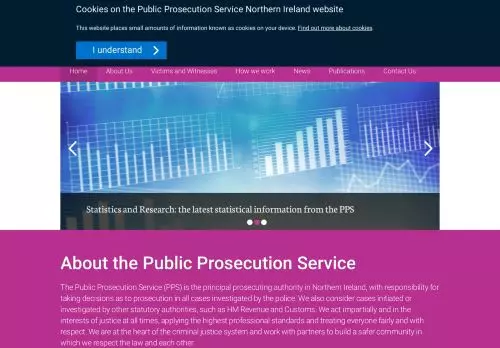 Cookies on the Public Prosecution Service Northern Ireland website
This website places small amounts of information known as cookies on your device. Find out more about cookies.
I understand
Home About Us Victims and Witnesses How we work News Publications Contact Us
Statistics and Research: the latest statistical information from the PPS
About the Public Prosecution Service
The Public Prosecution Service (PPS) is the principal prosecuting authority in Northern Ireland, with responsibility for
taking decisions as to prosecution in all cases investigated by the police. We also consider cases initiated or
investigated by other statutory authorities, such as HM Revenue and Customs. We act impartially and in the
interests of justice at all times, applying the highest professional standards and treating everyone fairly and with
respect. We are at the heart of the criminal justice system and work with partners to build a safer community in
which we respect the law and each other.